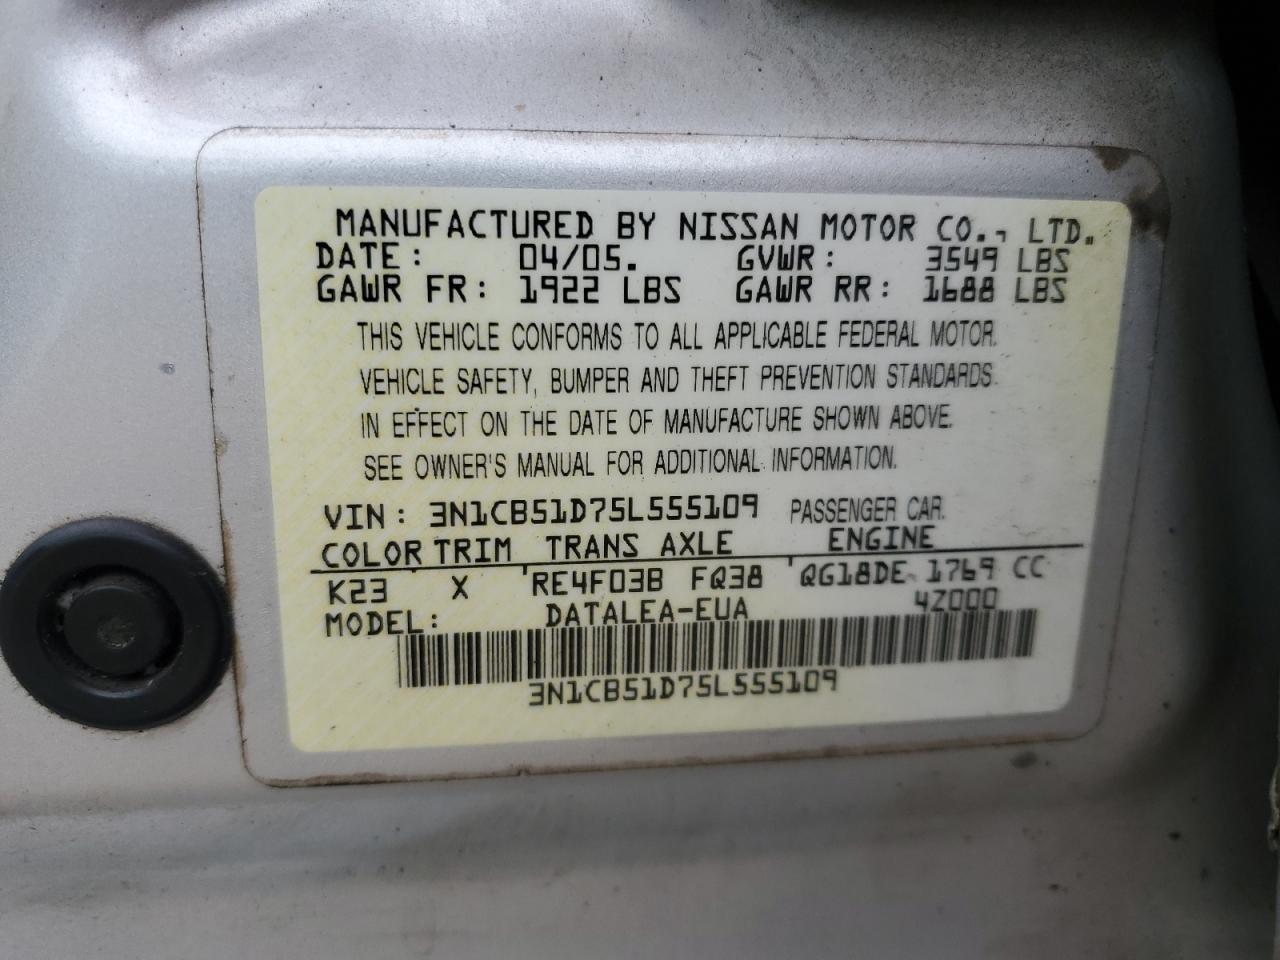 MANUFACTURED BY NISSAN MOTOR CO., LTD.
DATE: 04/05. GVWR: 3549 LBS
GAWR FR: 1922 LBS GAWR RR: 1688 LBS
THIS VEHICLE CONFORMS TO ALL APPLICABLE FEDERAL MOTOR.
VEHICLE SAFETY, BUMPER AND THEFT PREVENTION STANDARDS
IN EFFECT ON THE DATE OF MANUFACTURE SHOWN ABOVE.
SEE OWNER'S MANUAL FOR ADDITIONAL INFORMATION.
VIN: 3N1CB51D75L555109 PASSENGER CAR.
COLOR TRIM TRANS AXLE ENGINE
K23 X RE4F03B FQ38 QG18DE 1769 CC
MODEL: DATALEA-EUA 4Z000
3N1CB51D75L555109